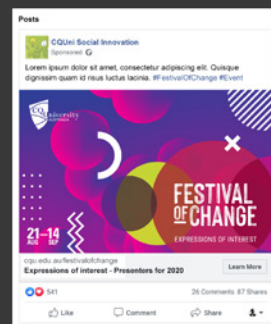 Posts
CQUni Social Innovation
Sponsored
Lorem ipsum dolor sit amet, consectetur adipiscing elit. Quisque
dignissim quam id risus luctus lacinia. #FestivalOfChange #Event
CQUniversity
AUSTRALIA
FESTIVAL
OF CHANGE
EXPRESSIONS OF INTEREST
21–14
AUG SEP
cqu.edu.au/festivalofchange
Expressions of interest - Presenters for 2020
Learn More
541
26 Comments 87 Shares
Like
Comment
Share